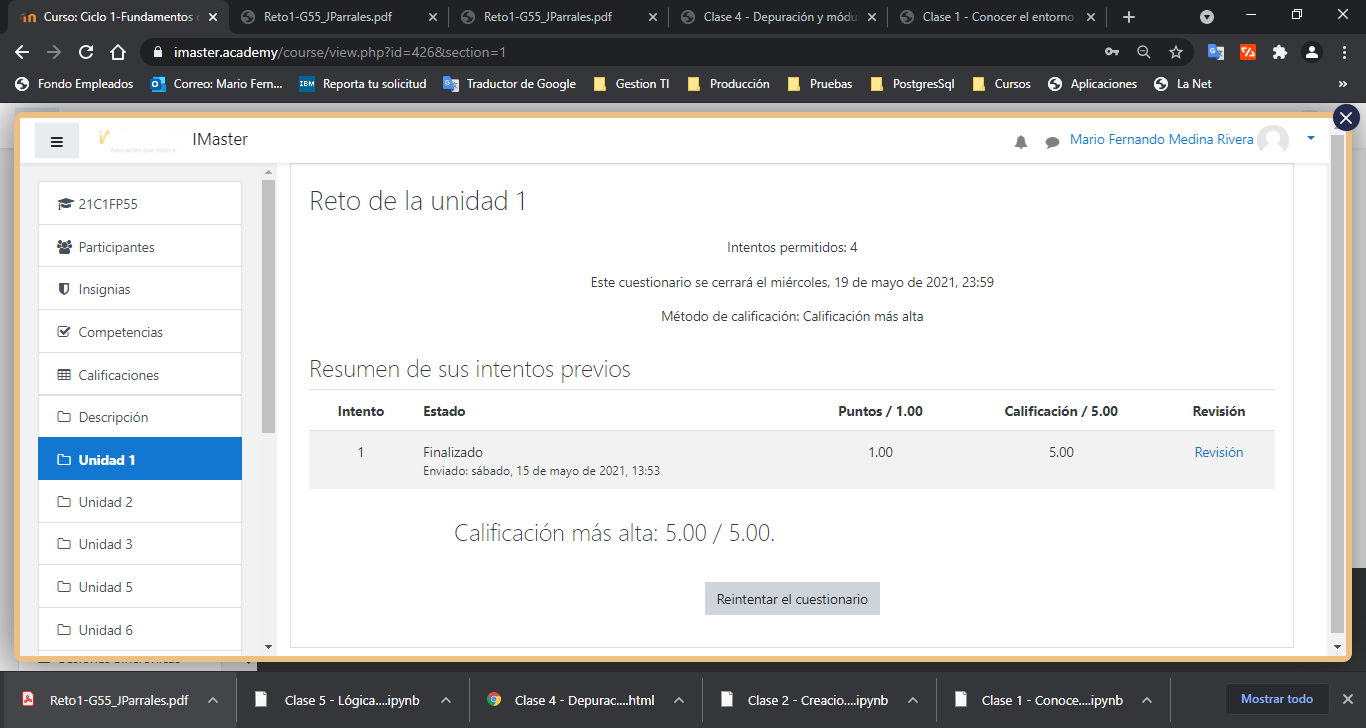 Curso: Ciclo 1-Fundamentos
Reto1-G55_JParrales.pdf
Reto1-G55_JParrales.pdf
Clase 4 - Depuración y módu
Clase 1 - Conocer el entorno
imaster.academy/course/view.php?id=426&section=1
Fondo Empleados
Correo: Mario Fern...
IBM Reporta tu solicitud
Traductor de Google
Gestion TI
Producción
Pruebas
PostgresSql
Cursos
Aplicaciones
La Net
»
IMaster
Mario Fernando Medina Rivera
21C1FP55
Participantes
Insignias
Competencias
Calificaciones
Descripción
Unidad 1
Unidad 2
Unidad 3
Unidad 5
Unidad 6
Reto de la unidad 1
Intentos permitidos: 4
Este cuestionario se cerrará el miércoles, 19 de mayo de 2021, 23:59
Método de calificación: Calificación más alta
Resumen de sus intentos previos
Intento Estado Puntos / 1.00 Calificación / 5.00 Revisión
1 Finalizado 1.00 5.00 Revisión
Enviado: sábado, 15 de mayo de 2021, 13:53
Calificación más alta: 5.00 / 5.00.
Reintentar el cuestionario
Reto1-G55_JParrales.pdf
Clase 5 - Lógica....ipynb
Clase 4 - Depurac....html
Clase 2 - Creacio....ipynb
Clase 1 - Conoce....ipynb
Mostrar todo